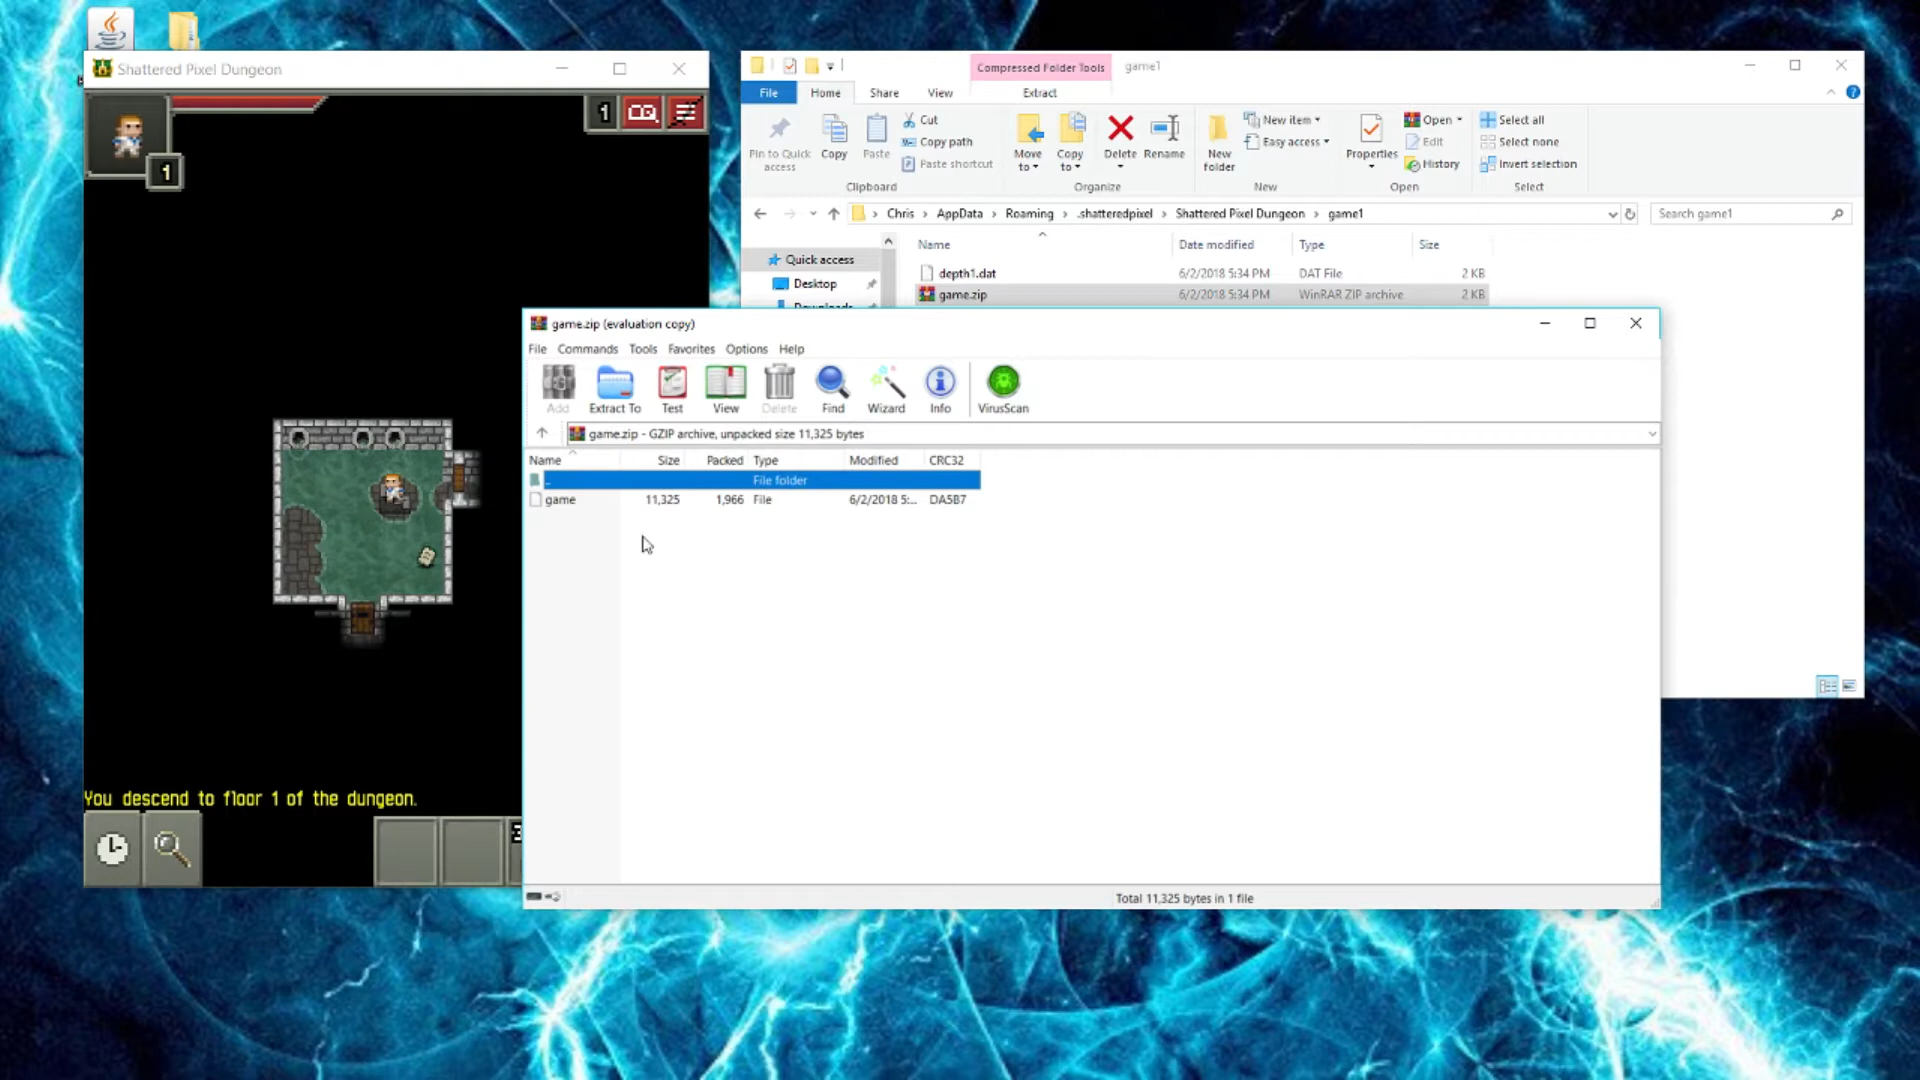 Shattered Pixel Dungeon
1
1
You descend to floor 1 of the dungeon.
Compressed Folder Tools
game1
File
Home
Share
View
Extract
Pin to Quick access
Copy
Paste
Cut
Copy path
Paste shortcut
Clipboard
Move to
Copy to
Delete
Rename
Organize
New folder
New item
Easy access
New
Properties
Open
Edit
History
Open
Select all
Select none
Invert selection
Select
Chris > AppData > Roaming > .shatteredpixel > Shattered Pixel Dungeon > game1
Search game1
Quick access
Desktop
Name Date modified Type Size
depth1.dat 6/2/2018 5:34 PM DAT File 2 KB
game.zip 6/2/2018 5:34 PM WinRAR ZIP archive 2 KB
game.zip (evaluation copy)
File Commands Tools Favorites Options Help
Add Extract To Test View Delete Find Wizard Info VirusScan
game.zip - GZIP archive, unpacked size 11,325 bytes
Name Size Packed Type Modified CRC32
.. File folder
game 11,325 1,966 File 6/2/2018 5:... DA5B7
Total 11,325 bytes in 1 file